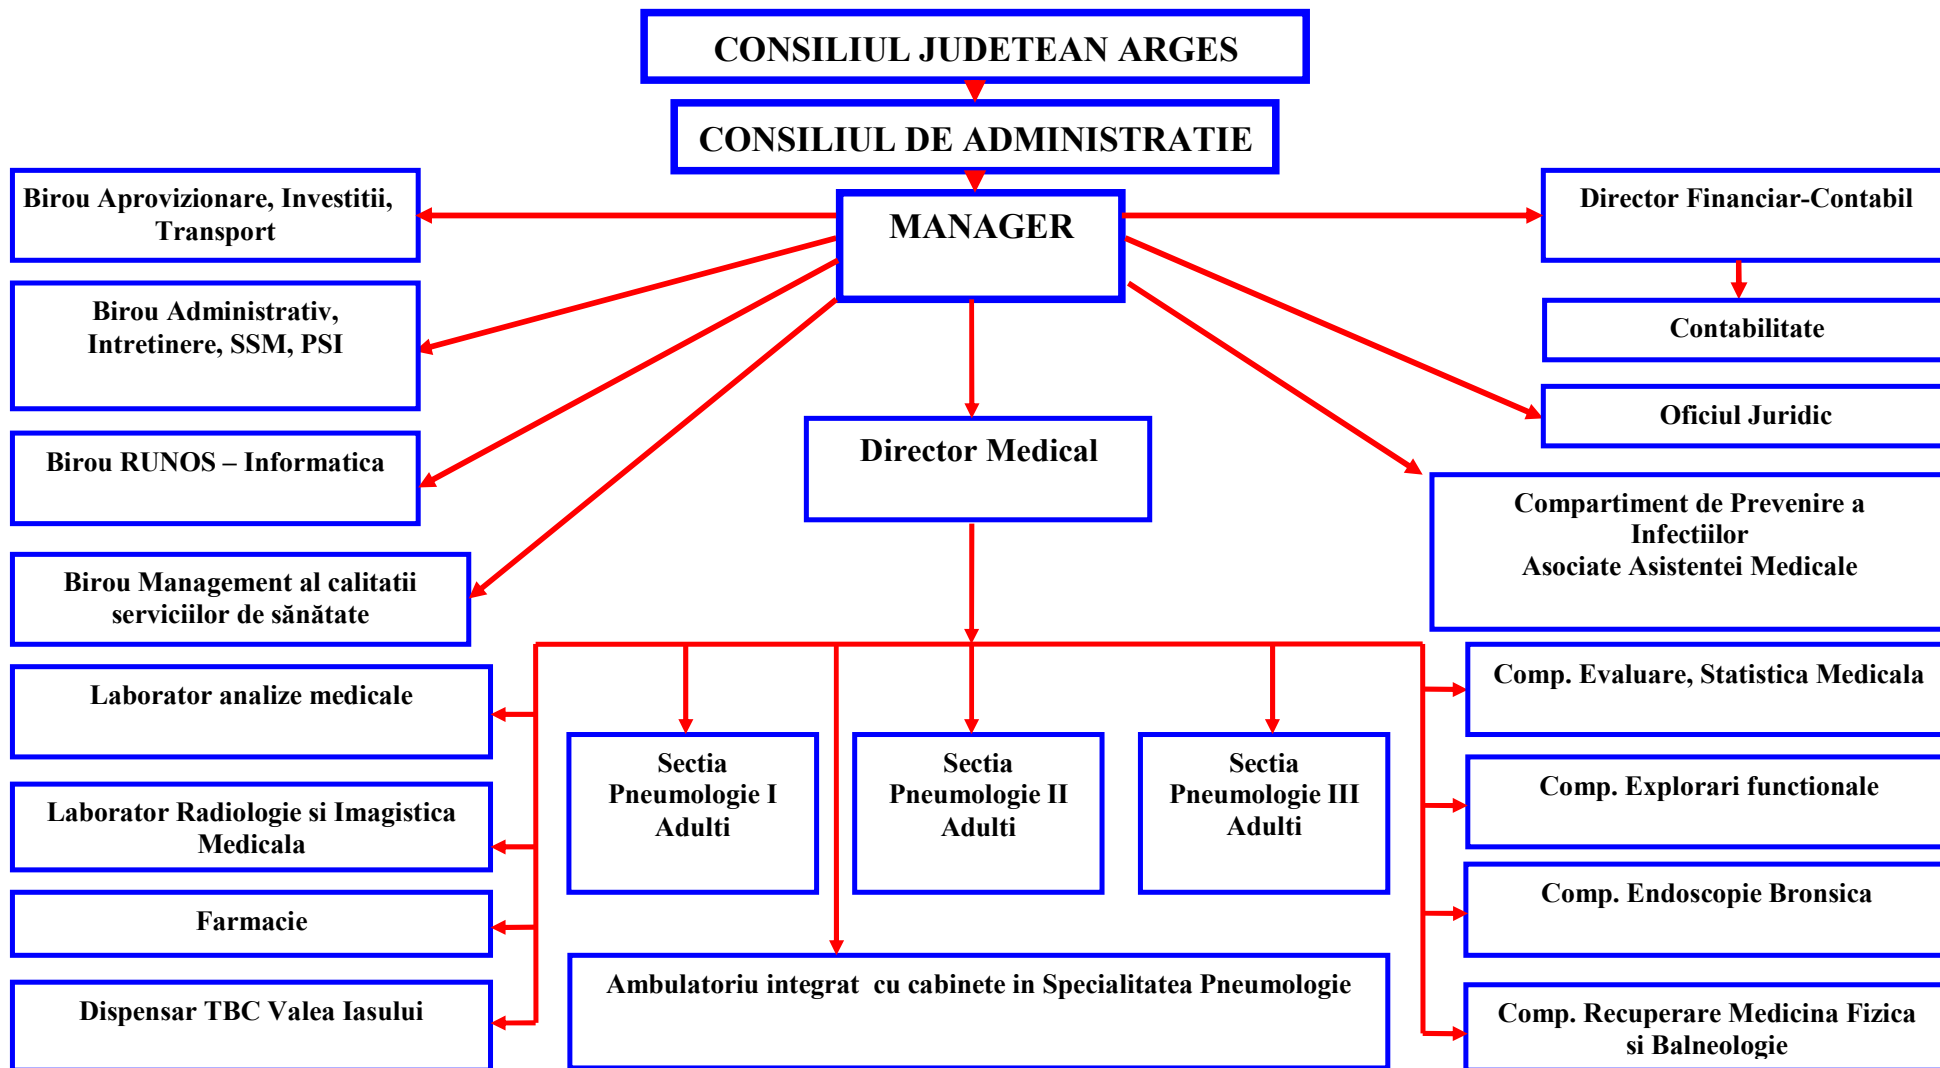 CONSILIUL JUDETEAN ARGES
CONSILIUL DE ADMINISTRATIE
Birou Aprovizionare, Investitii,
Transport
MANAGER
Director Financiar-Contabil
Birou Administrativ,
Intretinere, SSM, PSI
Contabilitate
Oficiul Juridic
Birou RUNOS – Informatica
Director Medical
Compartiment de Prevenire a
Infectiilor
Asociate Asistentei Medicale
Birou Management al calitatii
serviciilor de sănătate
Laborator analize medicale
Comp. Evaluare, Statistica Medicala
Sectia
Pneumologie I
Adulti
Sectia
Pneumologie II
Adulti
Sectia
Pneumologie III
Adulti
Laborator Radiologie si Imagistica
Medicala
Comp. Explorari functionale
Farmacie
Comp. Endoscopie Bronsica
Dispensar TBC Valea Iasului
Ambulatoriu integrat  cu cabinete in Specialitatea Pneumologie
Comp. Recuperare Medicina Fizica
si Balneologie